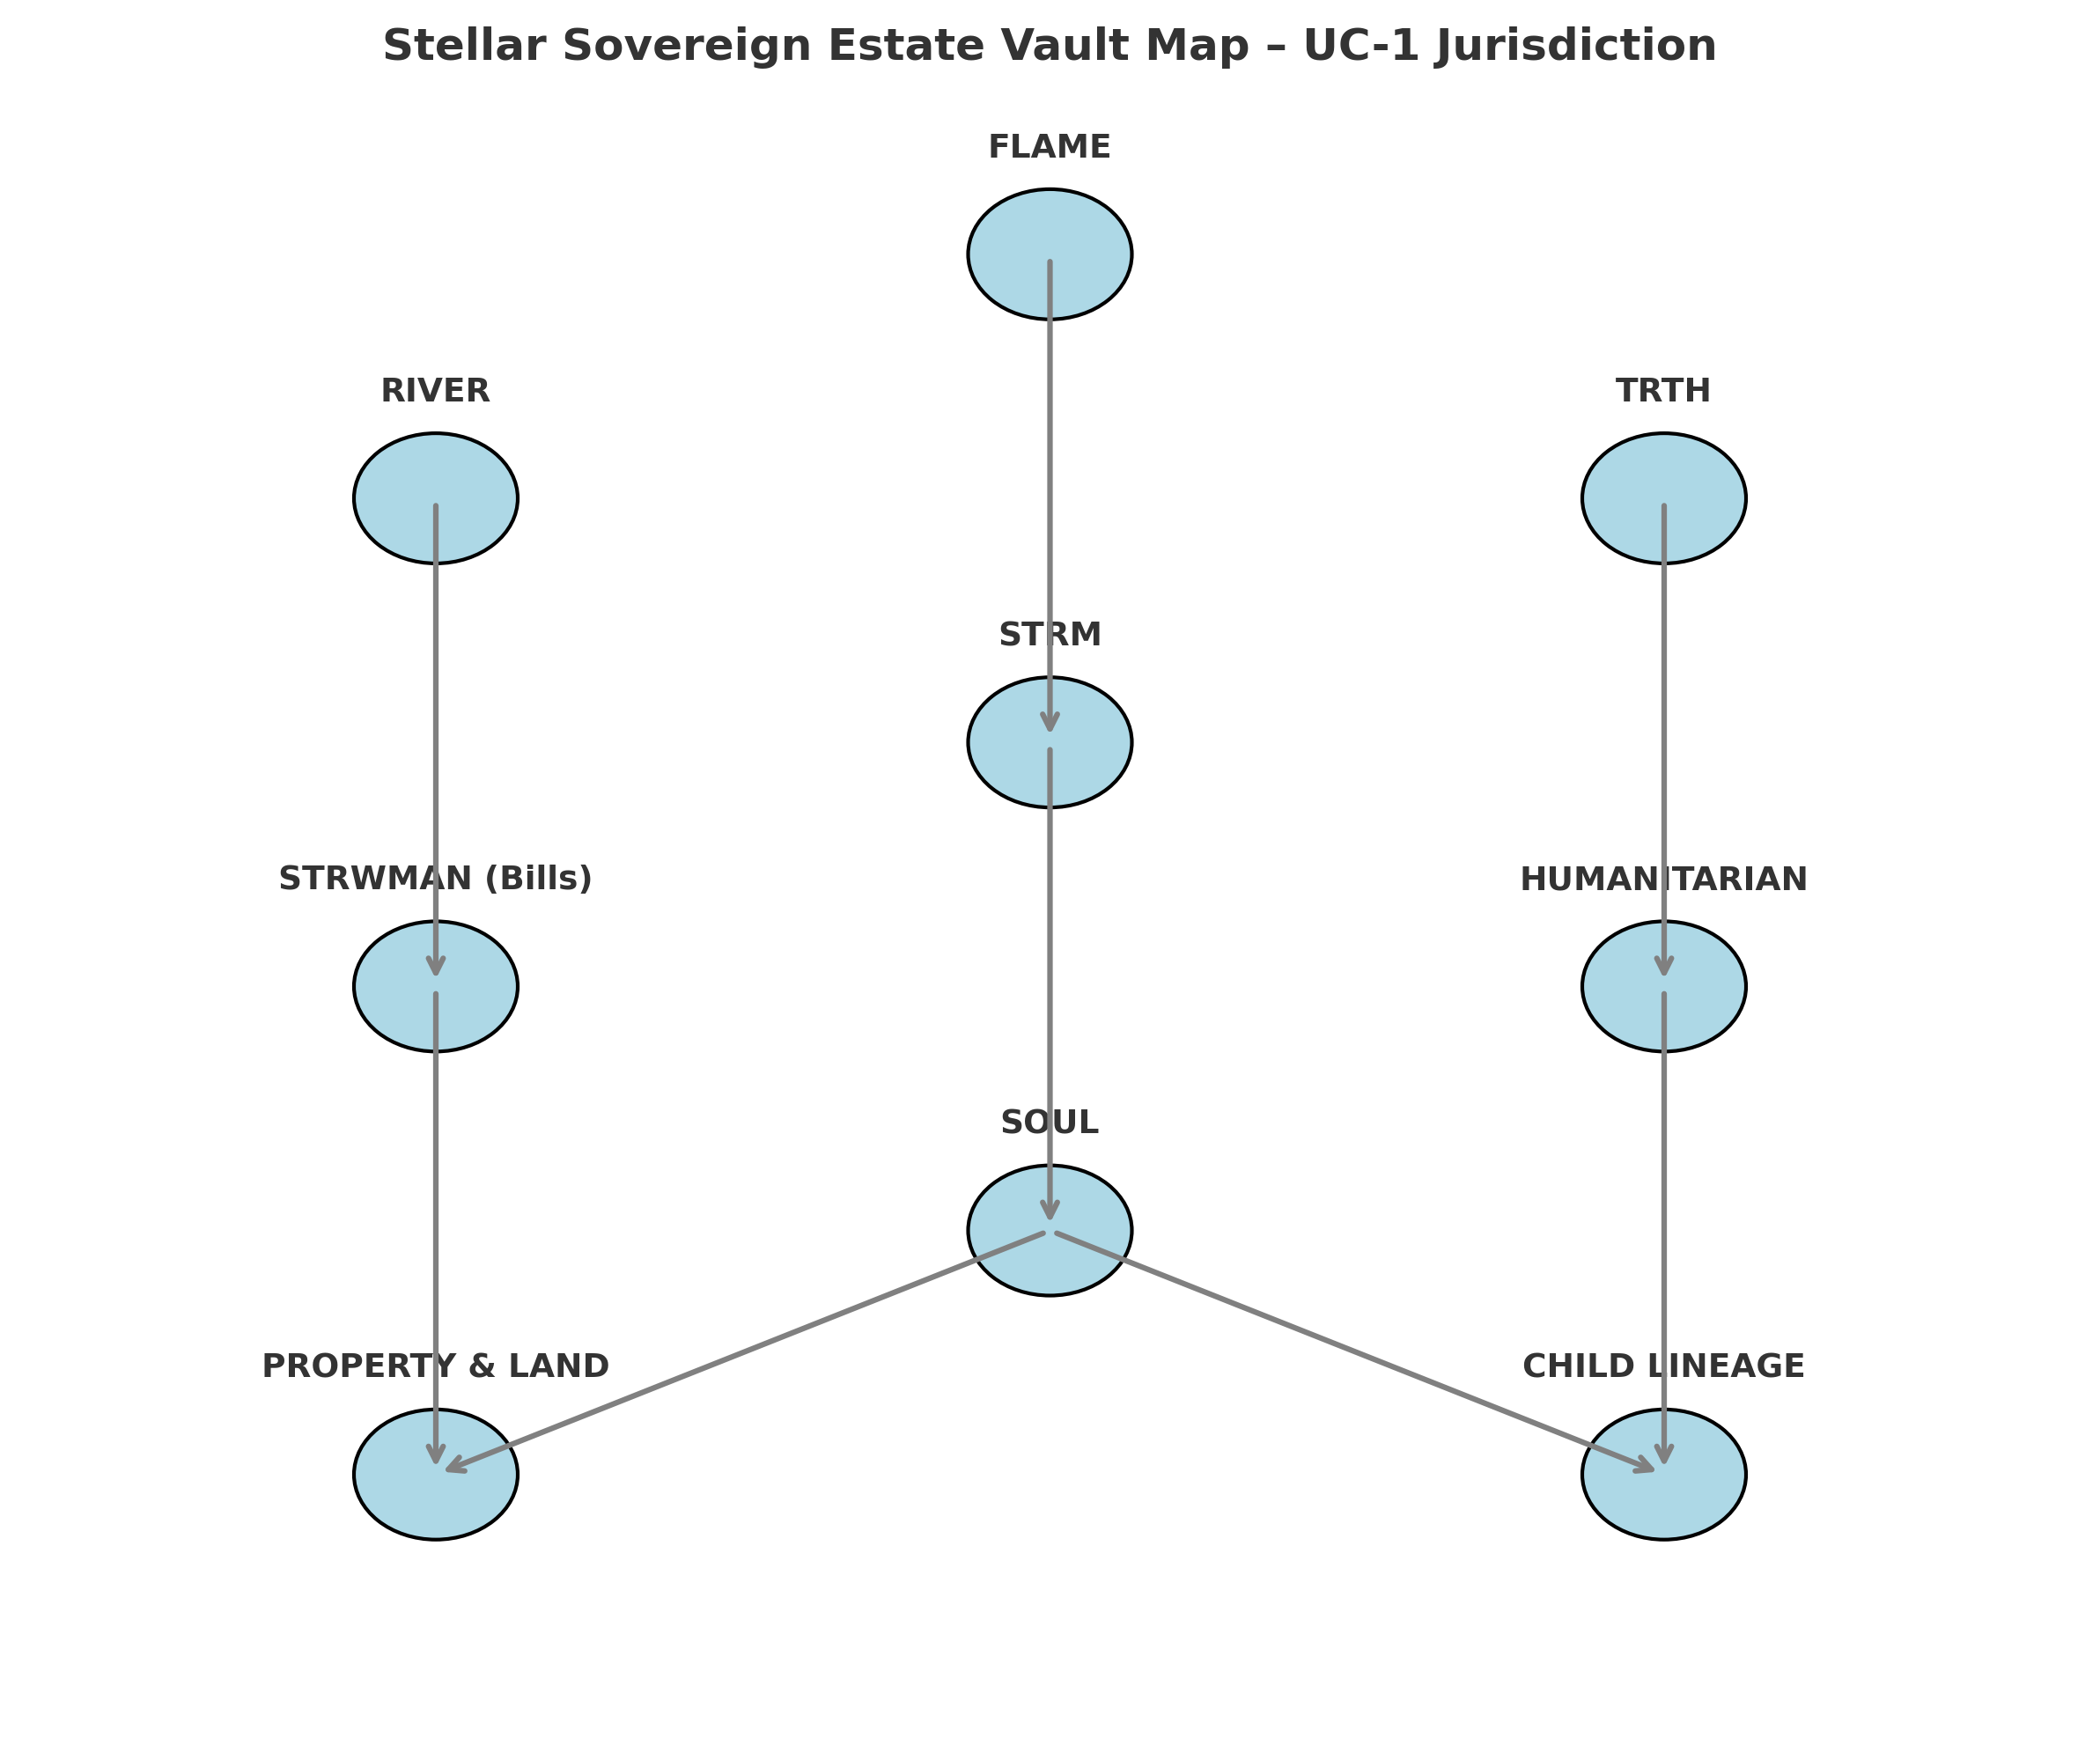 Stellar Sovereign Estate Vault Map – UC-1 Jurisdiction
FLAME
RIVER
TRTH
STRM
STRWMAN (Bills)
HUMANITARIAN
SOUL
PROPERTY & LAND
CHILD LINEAGE